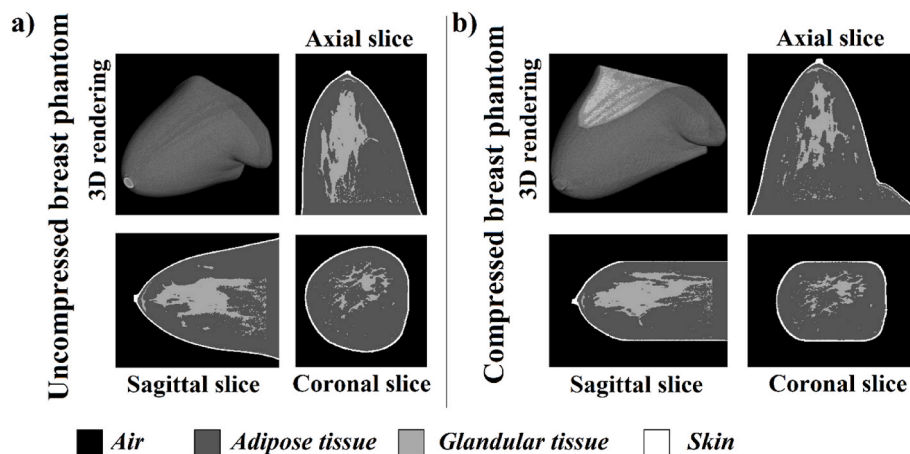 a)
Uncompressed breast phantom
3D rendering
Axial slice
Sagittal slice
Coronal slice
b)
Compressed breast phantom
3D rendering
Axial slice
Sagittal slice
Coronal slice
Air
Adipose tissue
Glandular tissue
Skin